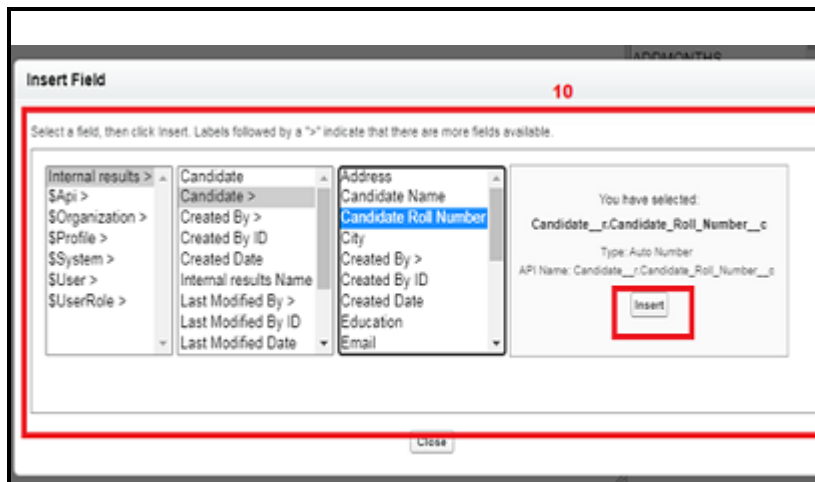 ADDMONTHS
Insert Field
10
Select a field, then click Insert. Labels followed by a ">" indicate that there are more fields available.
Internal results >
$Api >
$Organization >
$Profile >
$System >
$User >
$UserRole >
Candidate
Candidate >
Created By >
Created By ID
Created Date
Internal results Name
Last Modified By >
Last Modified By ID
Last Modified Date
Address
Candidate Name
Candidate Roll Number
City
Created By >
Created By ID
Created Date
Education
Email
You have selected:
Candidate__r.Candidate_Roll_Number__c
Type: Auto Number
API Name: Candidate__r.Candidate_Roll_Number__c
Insert
Close